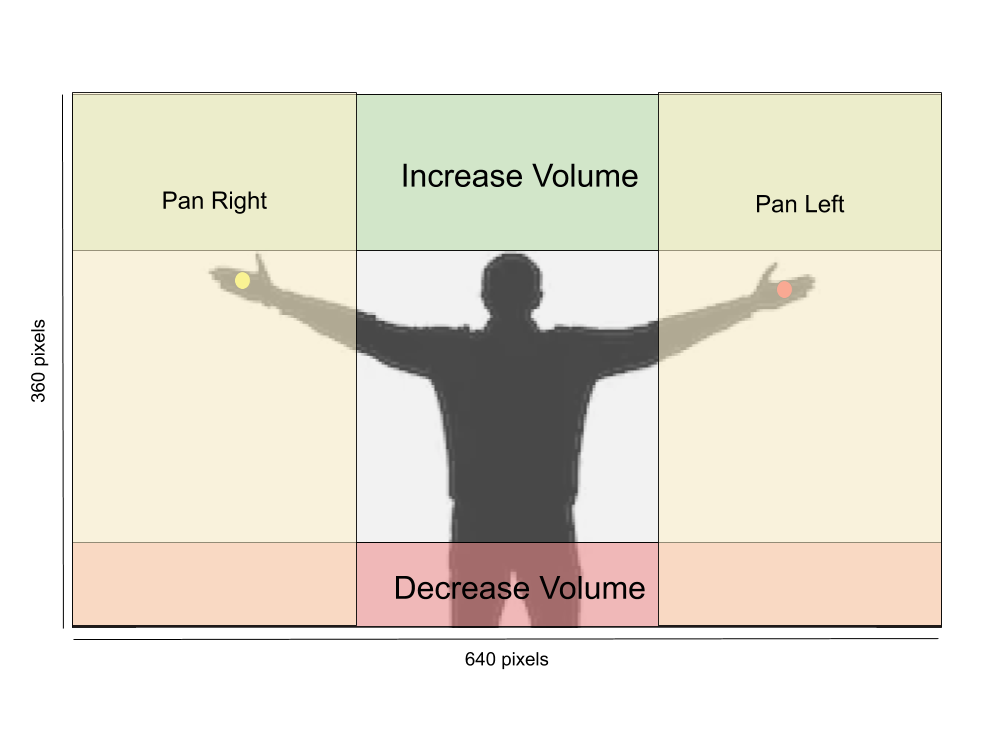 Increase Volume
Pan Right
Pan Left
360 pixels
Decrease Volume
640 pixels